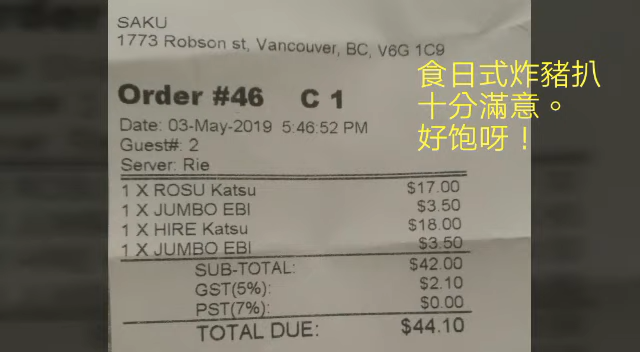 SAKU
1773 Robson st, Vancouver, BC, V6G 1C9
Order #46 C 1
Date: 03-May-2019 5:46:52 PM
Guest#: 2
Server: Rie
1 X ROSU Katsu $17.00
1 X JUMBO EBI $3.50
1 X HIRE Katsu $18.00
1 X JUMBO EBI $3.50
SUB-TOTAL: $42.00
GST(5%): $2.10
PST(7%): $0.00
TOTAL DUE: $44.10
食日式炸豬扒
十分滿意。
好饱呀！